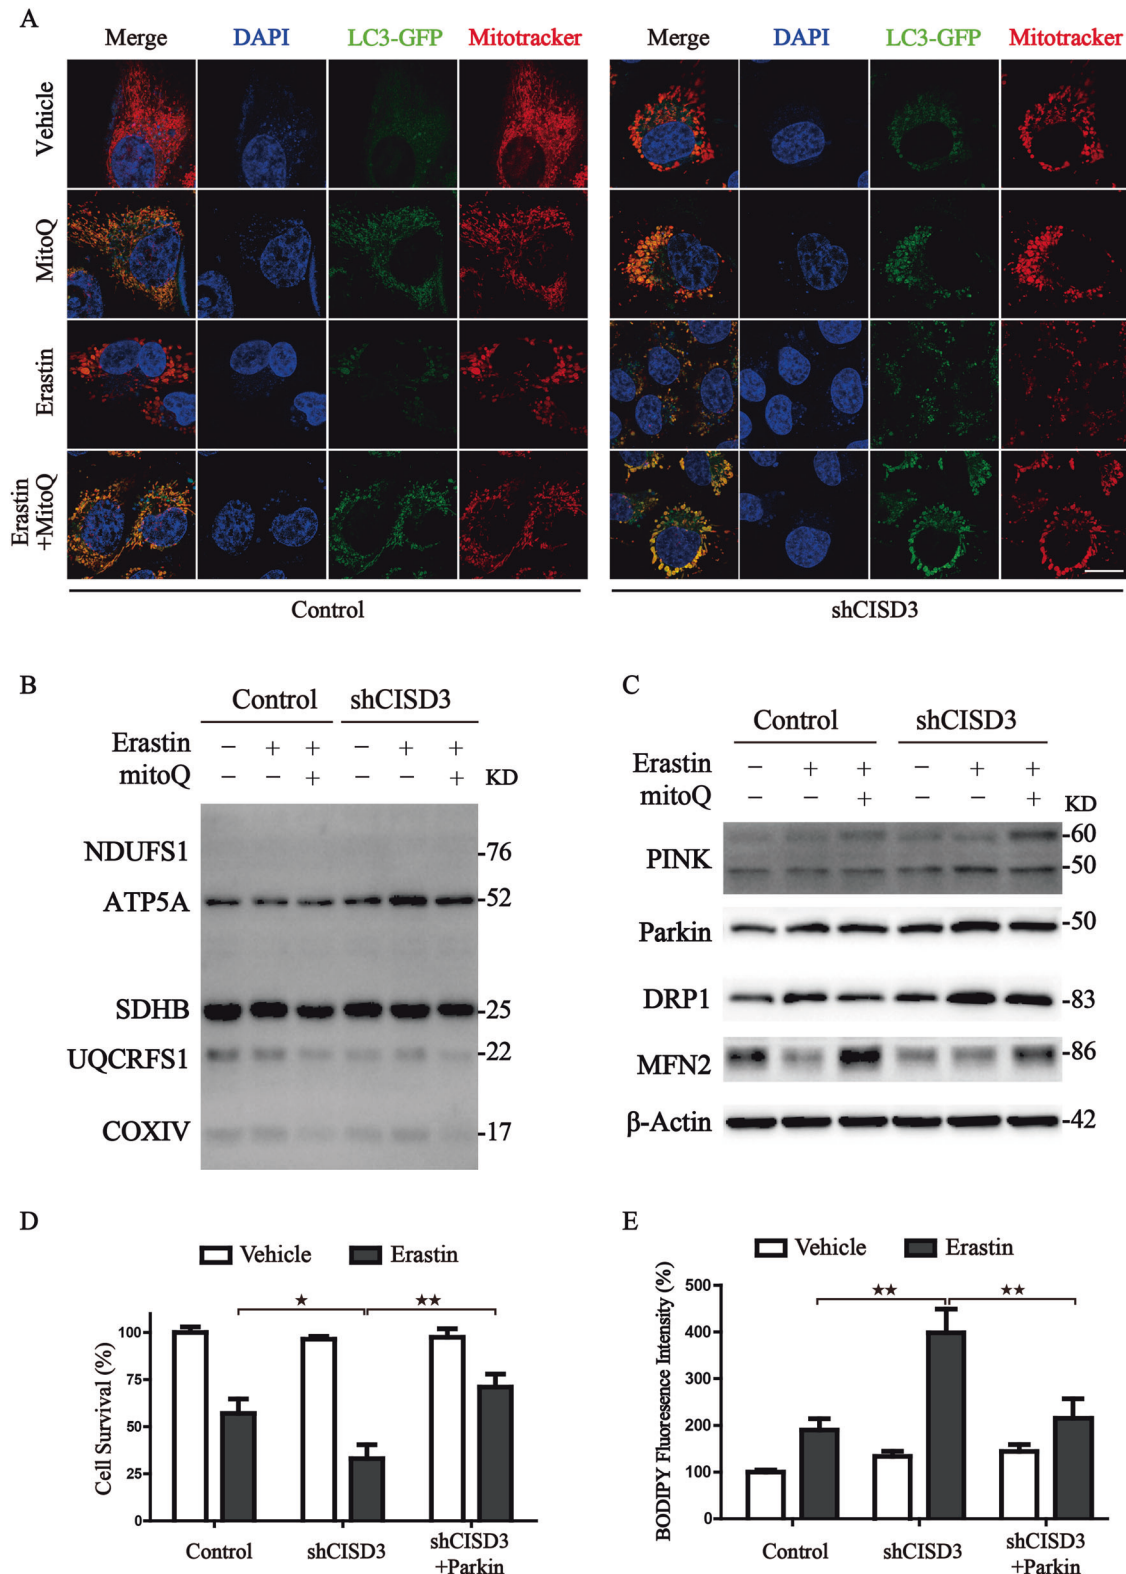 A
Merge DAPI LC3-GFP Mitotracker Merge DAPI LC3-GFP Mitotracker
Vehicle
MitoQ
Erastin
Erastin
+MitoQ
Control shCISD3
B
Control shCISD3
Erastin − + + − + +
mitoQ − − + − − + KD
NDUFS1 -76
ATP5A -52
SDHB -25
UQCRFS1 -22
COXIV -17
C
Control shCISD3
Erastin − + + − + +
mitoQ − − + − − + KD
PINK -60
-50
Parkin -50
DRP1 -83
MFN2 -86
β-Actin -42
D
Vehicle Erastin
★ ★★
Cell Survival (%)
100
75
50
25
0
Control shCISD3 shCISD3
+Parkin
E
Vehicle Erastin
★★ ★★
BODIPY Fluoresence Intensity (%)
500
400
300
200
100
0
Control shCISD3 shCISD3
+Parkin